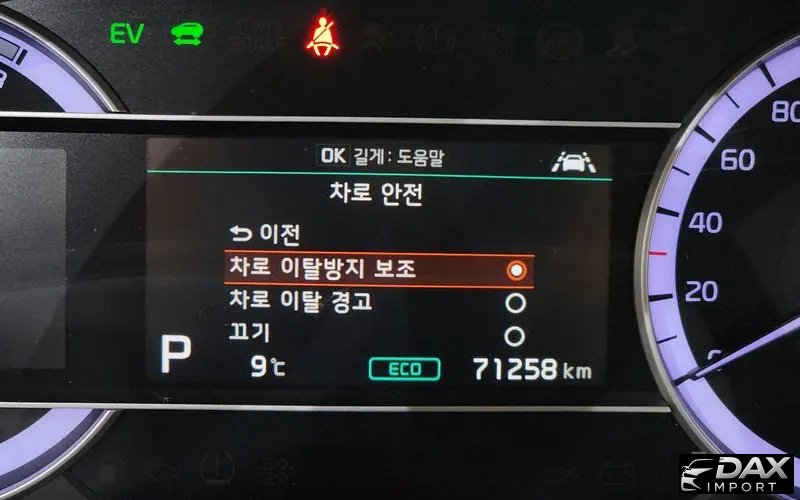 EV
OK 길게 : 도움말
차로 안전
이전
차로 이탈방지 보조
차로 이탈 경고
끄기
P
9℃
ECO
71258 km
80
60
40
20
0
DAX
IMPORT